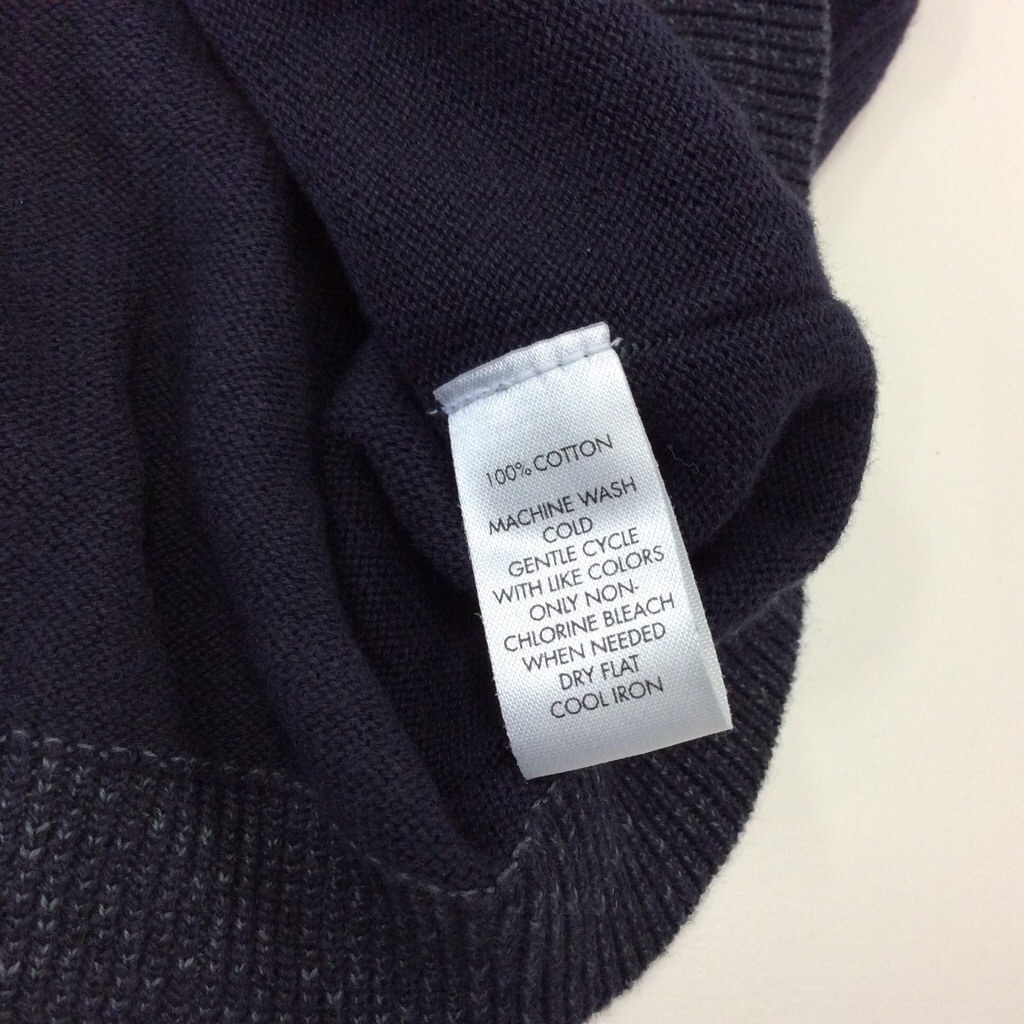 100% COTTON
MACHINE WASH
COLD
GENTLE CYCLE
WITH LIKE COLORS
ONLY NON-
CHLORINE BLEACH
WHEN NEEDED
DRY FLAT
COOL IRON